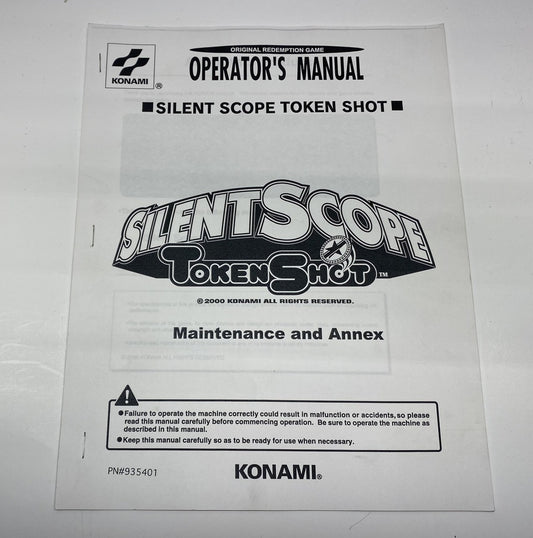 ORIGINAL REDEMPTION GAME
KONAMI®
OPERATOR'S MANUAL
■SILENT SCOPE TOKEN SHOT■
SILENT SCOPE
TOKEN SHOT™
©2000 KONAMI ALL RIGHTS RESERVED.
Maintenance and Annex
●Failure to operate the machine correctly could result in malfunction or accidents, so please
read this manual carefully before commencing operation. Be sure to operate the machine as
described in this manual.
●Keep this manual carefully so as to be ready for use when necessary.
PN#935401
KONAMI®